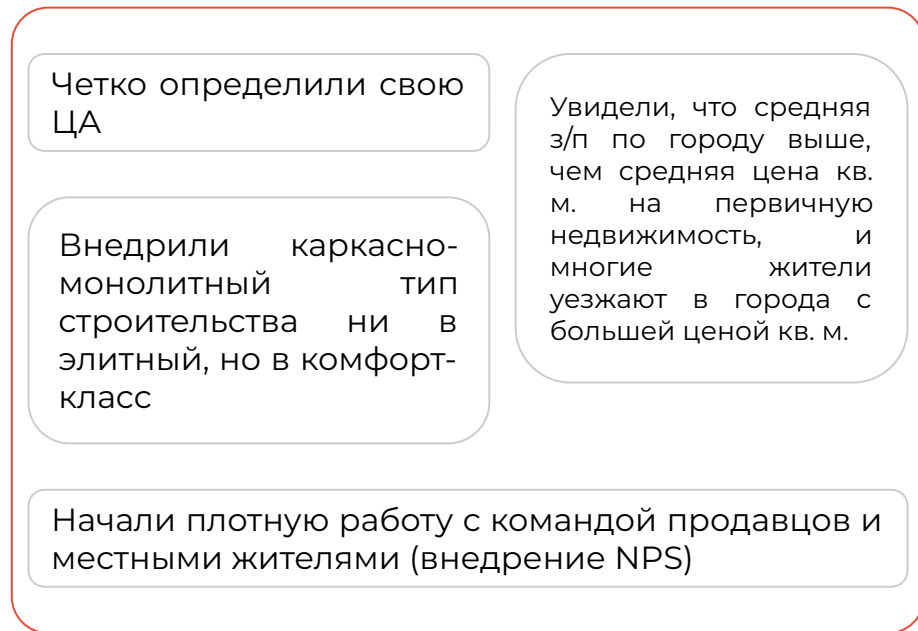 Четко определили свою
ЦА
Увидели, что средняя
з/п по городу выше,
чем средняя цена кв.
м. на первичную
недвижимость, и
многие жители
уезжают в города с
большей ценой кв. м.
Внедрили каркасно-
монолитный тип
строительства ни в
элитный, но в комфорт-
класс
Начали плотную работу с командой продавцов и
местными жителями (внедрение NPS)